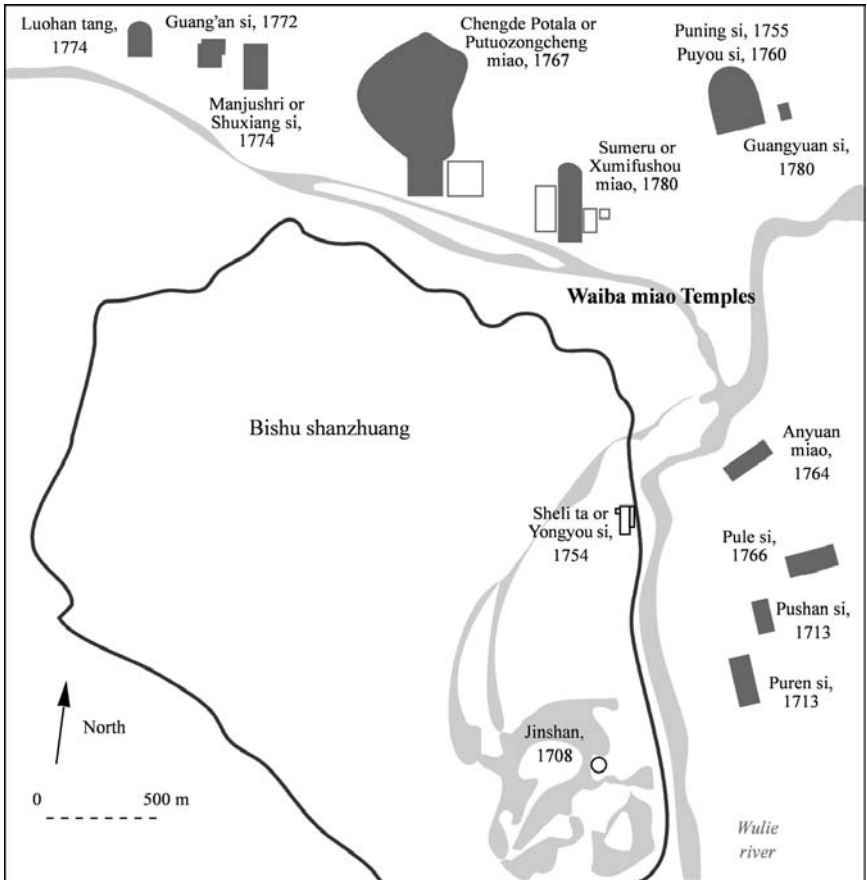 Luohan tang,
1774
Guang'an si, 1772
Manjushri or
Shuxiang si,
1774
Chengde Potala or
Putuozongcheng
miao, 1767
Puning si, 1755
Puyou si, 1760
Guangyuan si,
1780
Sumeru or
Xumifushou
miao, 1780
Waiba miao Temples
Bishu shanzhuang
Anyuan
miao,
1764
Sheli ta or
Yongyou si,
1754
Pule si,
1766
Pushan si,
1713
Puren si,
1713
North
Jinshan,
1708
0 500 m
Wulie
river